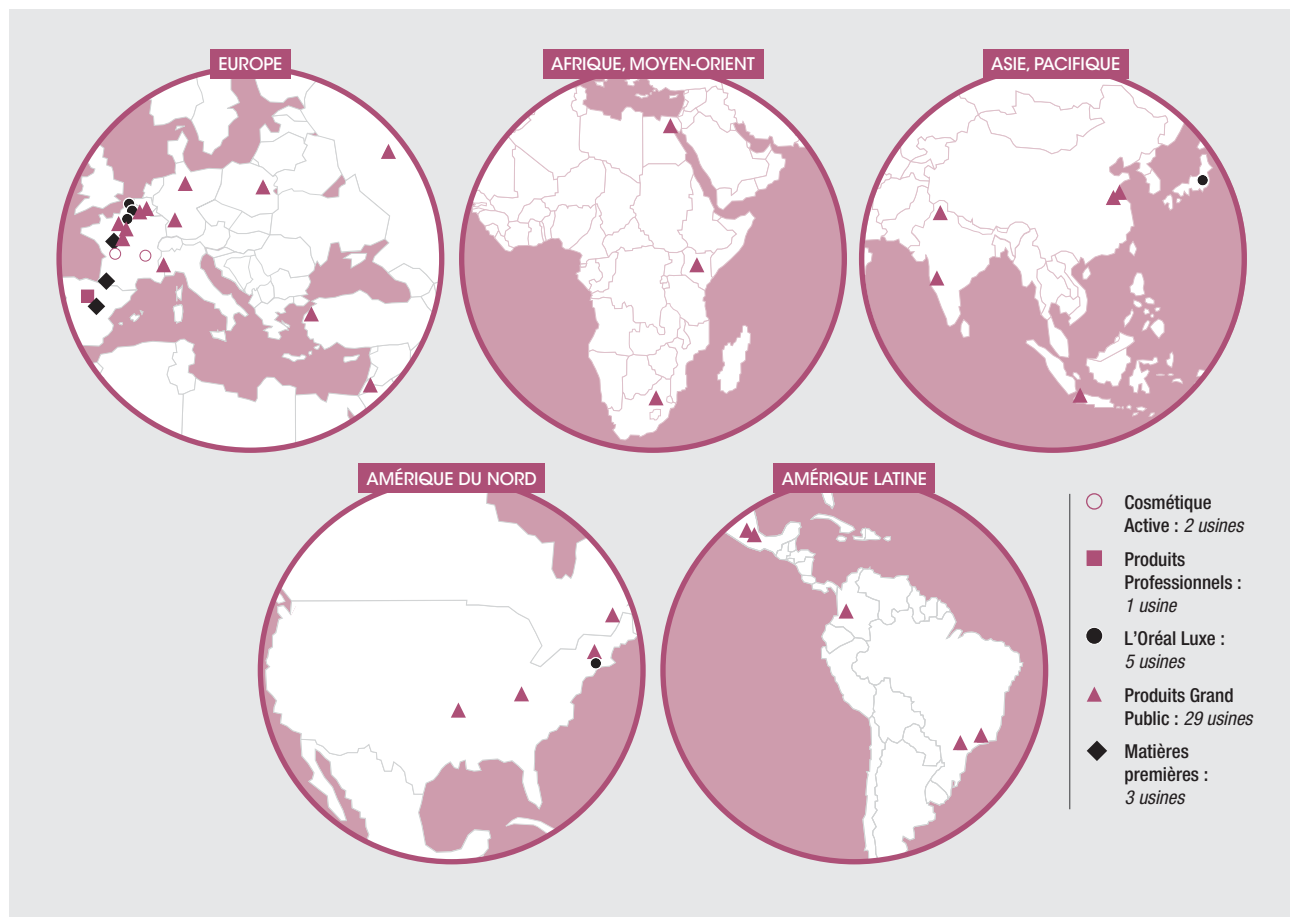 EUROPE
AFRIQUE, MOYEN-ORIENT
ASIE, PACIFIQUE
AMÉRIQUE DU NORD
AMÉRIQUE LATINE
Cosmétique
Active : 2 usines
Produits
Professionnels :
1 usine
L'Oréal Luxe :
5 usines
Produits Grand
Public : 29 usines
Matières
premières :
3 usines